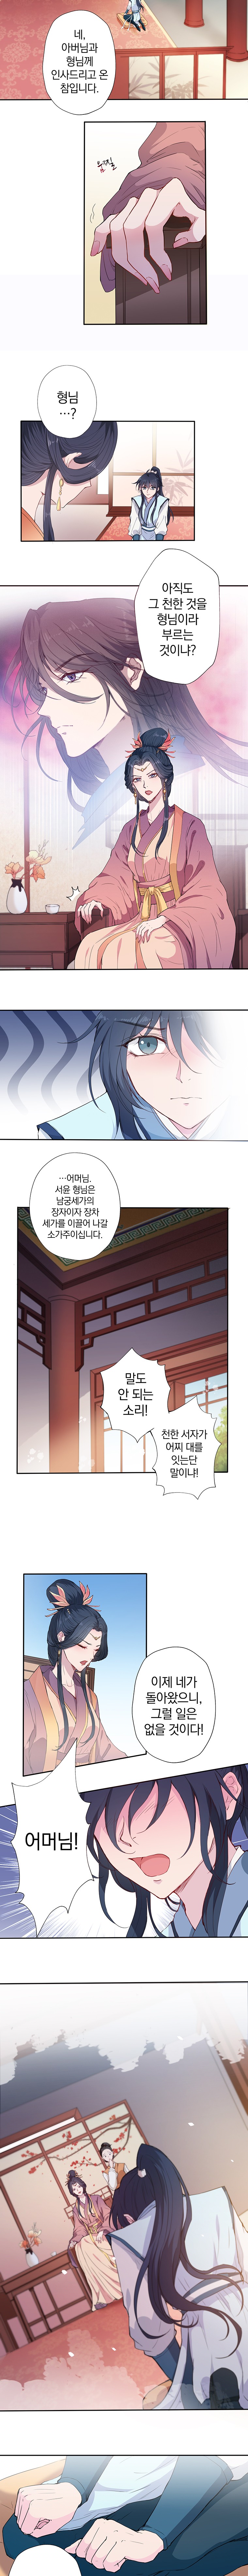 네,
아버님과
형님께
인사드리고 온
참입니다.
움찔
형님
…?
아직도
그 천한 것을
형님이라
부르는
것이냐?
…어머님.
서윤 형님은
남궁세가의
장자이자 장차
세가를 이끌어 나갈
소가주이십니다.
말도
안 되는
소리!
천한 서자가
어찌 대를
잇는단
말이냐!
이제 네가
돌아왔으니,
그럴 일은
없을 것이다!
어머님!